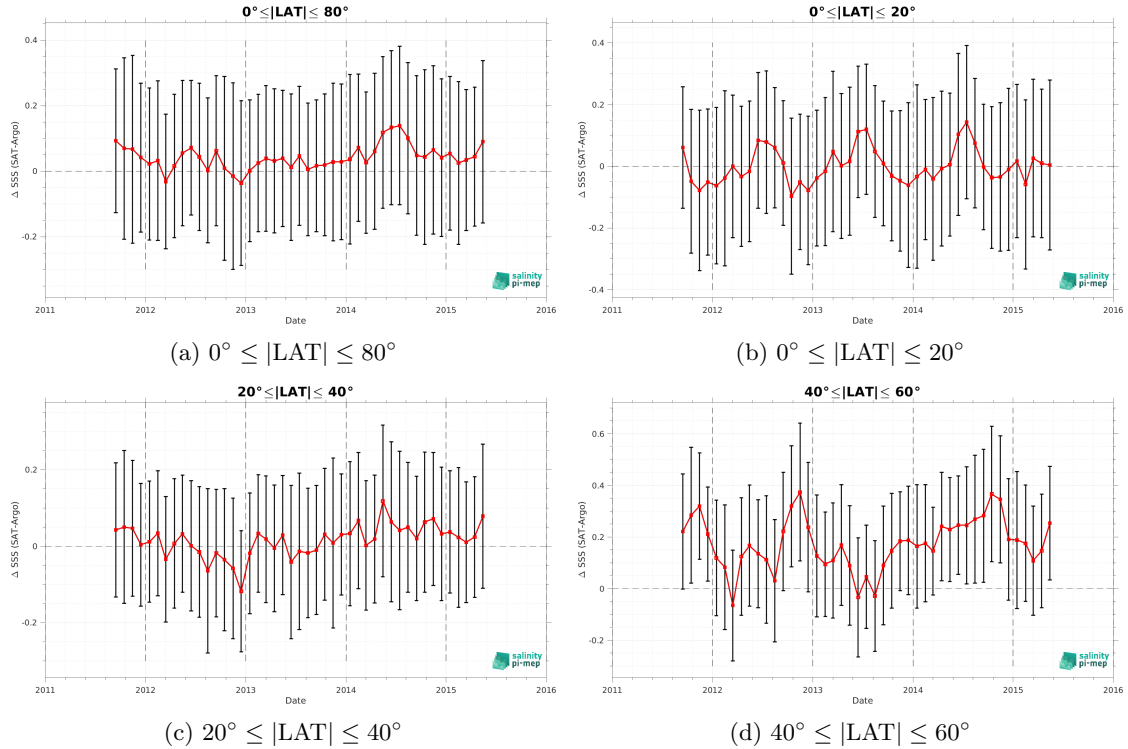 0°≤|LAT|≤ 80°
Δ SSS (SAT-Argo)
0.4
0.2
0
-0.2
2011
2012
2013
2014
2015
2016
Date
salinity
pi-mep
(a) 0° ≤ |LAT| ≤ 80°
0°≤|LAT|≤ 20°
Δ SSS (SAT-Argo)
0.4
0.2
0
-0.2
-0.4
2011
2012
2013
2014
2015
2016
Date
salinity
pi-mep
(b) 0° ≤ |LAT| ≤ 20°
20°≤|LAT|≤ 40°
Δ SSS (SAT-Argo)
0.2
0
-0.2
2011
2012
2013
2014
2015
2016
Date
salinity
pi-mep
(c) 20° ≤ |LAT| ≤ 40°
40°≤|LAT|≤ 60°
Δ SSS (SAT-Argo)
0.6
0.4
0.2
0
-0.2
2011
2012
2013
2014
2015
2016
Date
salinity
pi-mep
(d) 40° ≤ |LAT| ≤ 60°